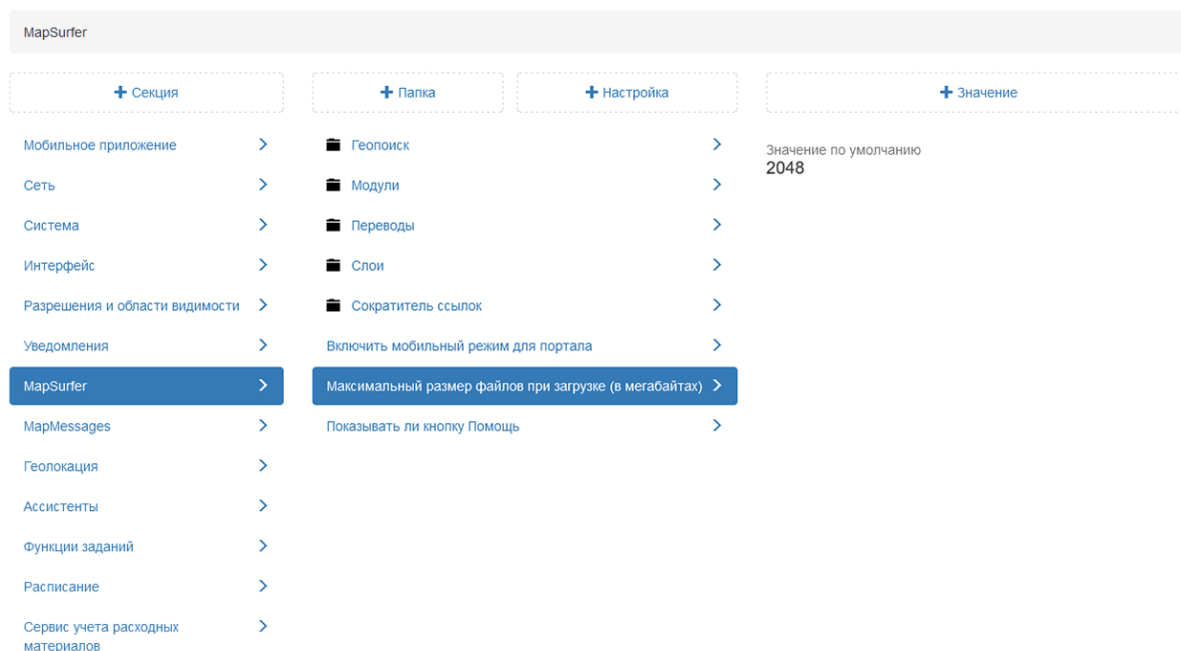 MapSurfer
+ Секция
+ Папка
+ Настройка
+ Значение
Мобильное приложение
Сеть
Система
Интерфейс
Разрешения и области видимости
Уведомления
MapSurfer
MapMessages
Геолокация
Ассистенты
Функции заданий
Расписание
Сервис учета расходных
материалов
Геопоиск
Модули
Переводы
Слои
Сократитель ссылок
Включить мобильный режим для портала
Максимальный размер файлов при загрузке (в мегабайтах)
Показывать ли кнопку Помощь
Значение по умолчанию
2048